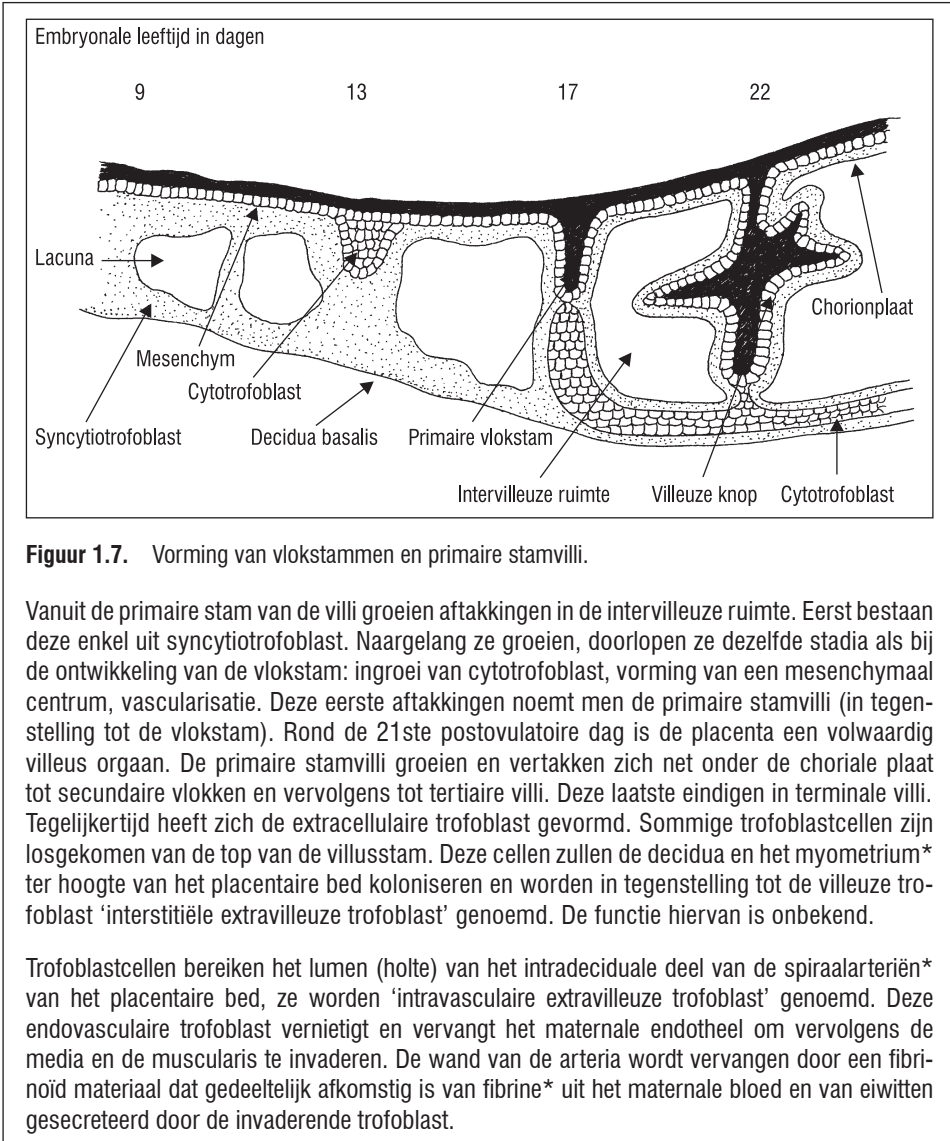 Embryonale leeftijd in dagen
9 13 17 22
Lacuna
Chorionplaat
Mesenchym
Cytotrofoblast
Syncytiotrofoblast Decidua basalis Primaire vlokstam
Intervilleuze ruimte Villeuze knop Cytotrofoblast
Figuur 1.7. Vorming van vlokstammen en primaire stamvilli.
Vanuit de primaire stam van de villi groeien aftakkingen in de intervilleuze ruimte. Eerst bestaan
deze enkel uit syncytiotrofoblast. Naargelang ze groeien, doorlopen ze dezelfde stadia als bij
de ontwikkeling van de vlokstam: ingroei van cytotrofoblast, vorming van een mesenchymaal
centrum, vascularisatie. Deze eerste aftakkingen noemt men de primaire stamvilli (in tegen-
stelling tot de vlokstam). Rond de 21ste postovulatoire dag is de placenta een volwaardig
villeus orgaan. De primaire stamvilli groeien en vertakken zich net onder de choriale plaat
tot secundaire vlokken en vervolgens tot tertiaire villi. Deze laatste eindigen in terminale villi.
Tegelijkertijd heeft zich de extracellulaire trofoblast gevormd. Sommige trofoblastcellen zijn
losgekomen van de top van de villusstam. Deze cellen zullen de decidua en het myometrium*
ter hoogte van het placentaire bed koloniseren en worden in tegenstelling tot de villeuze tro-
foblast ‘interstitiële extravilleuze trofoblast’ genoemd. De functie hiervan is onbekend.
Trofoblastcellen bereiken het lumen (holte) van het intradeciduale deel van de spiraalarteriën*
van het placentaire bed, ze worden ‘intravasculaire extravilleuze trofoblast’ genoemd. Deze
endovasculaire trofoblast vernietigt en vervangt het maternale endotheel om vervolgens de
media en de muscularis te invaderen. De wand van de arteria wordt vervangen door een fibri-
noïd materiaal dat gedeeltelijk afkomstig is van fibrine* uit het maternale bloed en van eiwitten
gesecreteerd door de invaderende trofoblast.